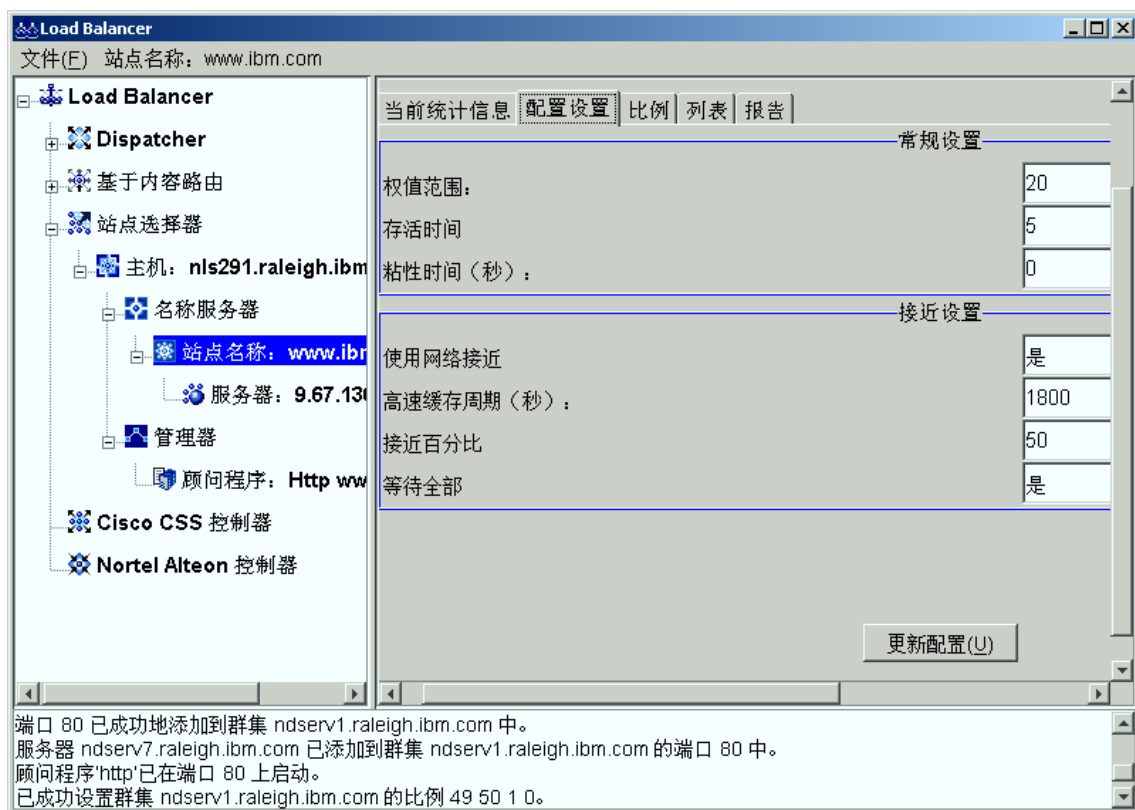 Load Balancer
文件(F) 站点名称：www.ibm.com
Load Balancer
Dispatcher
基于内容路由
站点选择器
主机：nls291.raleigh.ibm
名称服务器
站点名称：www.ibr
服务器：9.67.130
管理器
顾问程序：Http ww
Cisco CSS 控制器
Nortel Alteon 控制器
当前统计信息 配置设置 比例 列表 报告
常规设置
权值范围： 20
存活时间 5
粘性时间（秒）： 0
接近设置
使用网络接近 是
高速缓存周期（秒）： 1800
接近百分比 50
等待全部 是
更新配置(U)
端口 80 已成功地添加到群集 ndserv1.raleigh.ibm.com 中。
服务器 ndserv7.raleigh.ibm.com 已添加到群集 ndserv1.raleigh.ibm.com 的端口 80 中。
顾问程序'http'已在端口 80 上启动。
已成功设置群集 ndserv1.raleigh.ibm.com 的比例 49 50 1 0。